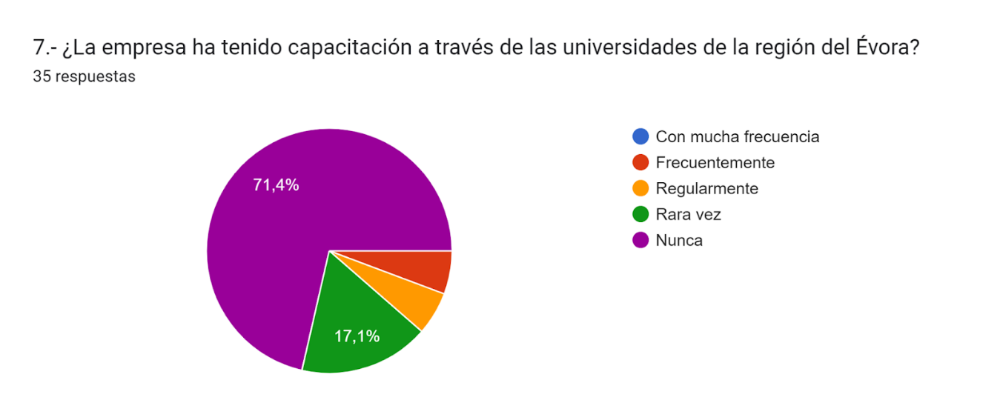 7.- ¿La empresa ha tenido capacitación a través de las universidades de la región del Évora?
35 respuestas
71,4%
17,1%
Con mucha frecuencia
Frecuentemente
Regularmente
Rara vez
Nunca